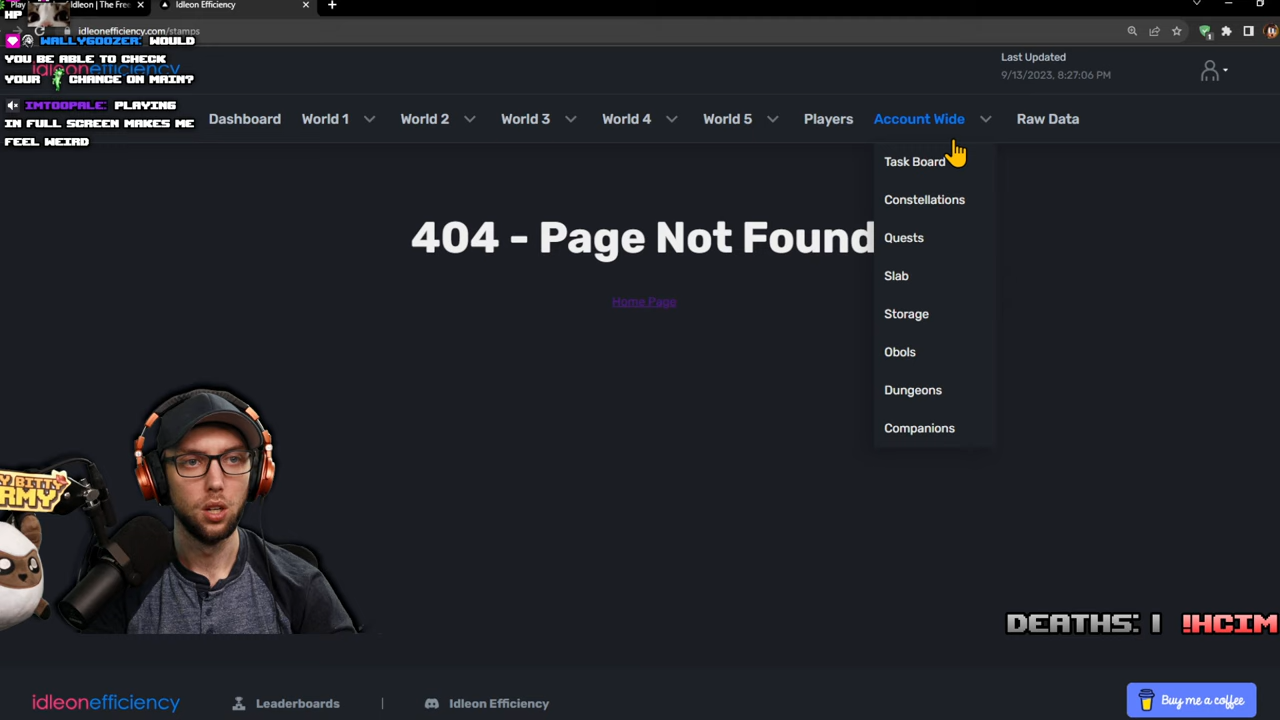 Play
Idleon | The Free
Idleon Efficiency
HP
idleonefficiency.com/stamps
WALLYGOOZER: WOULD
YOU BE ABLE TO CHECK
YOUR CHANCE ON MAIN?
IMTOOPALE: PLAYING
IN FULL SCREEN MAKES ME
FEEL WEIRD
Last Updated
9/13/2023, 8:27:06 PM
Dashboard World 1 World 2 World 3 World 4 World 5 Players Account Wide Raw Data
Task Board
Constellations
Quests
Slab
Storage
Obols
Dungeons
Companions
404 - Page Not Found
Home Page
DEATHS: 1 !HCIM
idleonefficiency
Leaderboards | Idleon Efficiency
Buy me a coffee